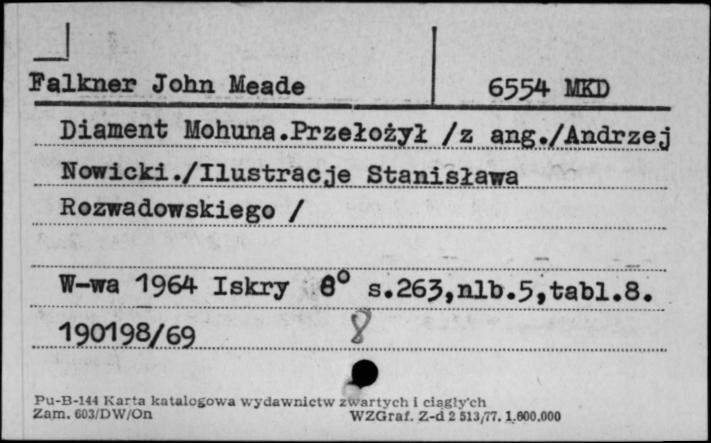 Falkner John Meade 6554 MKD
Diament Mohuna.Przełożył /z ang./Andrzej
Nowicki./Ilustracje Stanisława
Rozwadowskiego /
W-wa 1964 Iskry 8° s.263,nlb.5,tabl.8.
190198/69 8
Pu-B-144 Karta katalogowa wydawnictw zwartych i ciągłych
Zam. 603/DW/On WZGraf. Z-d 2 513/77. 1.600.000